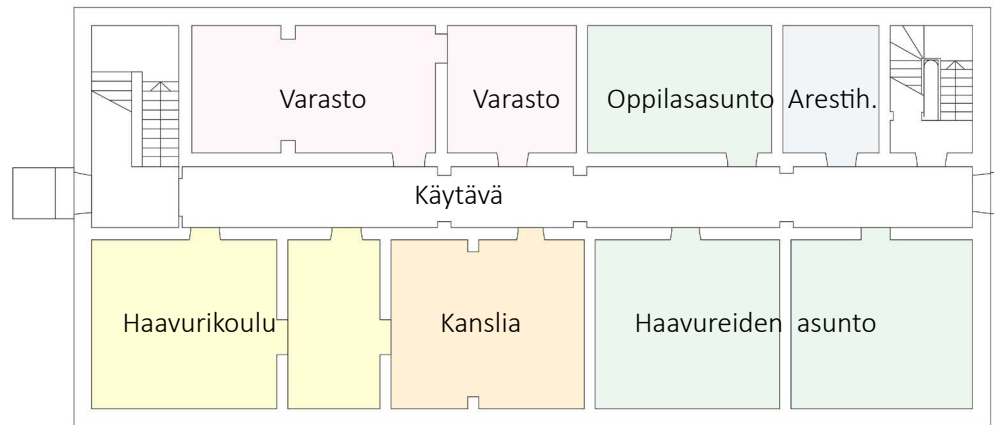 Varasto
Varasto
Oppilasasunto
Arestih.
Käytävä
Haavurikoulu
Kanslia
Haavureiden asunto